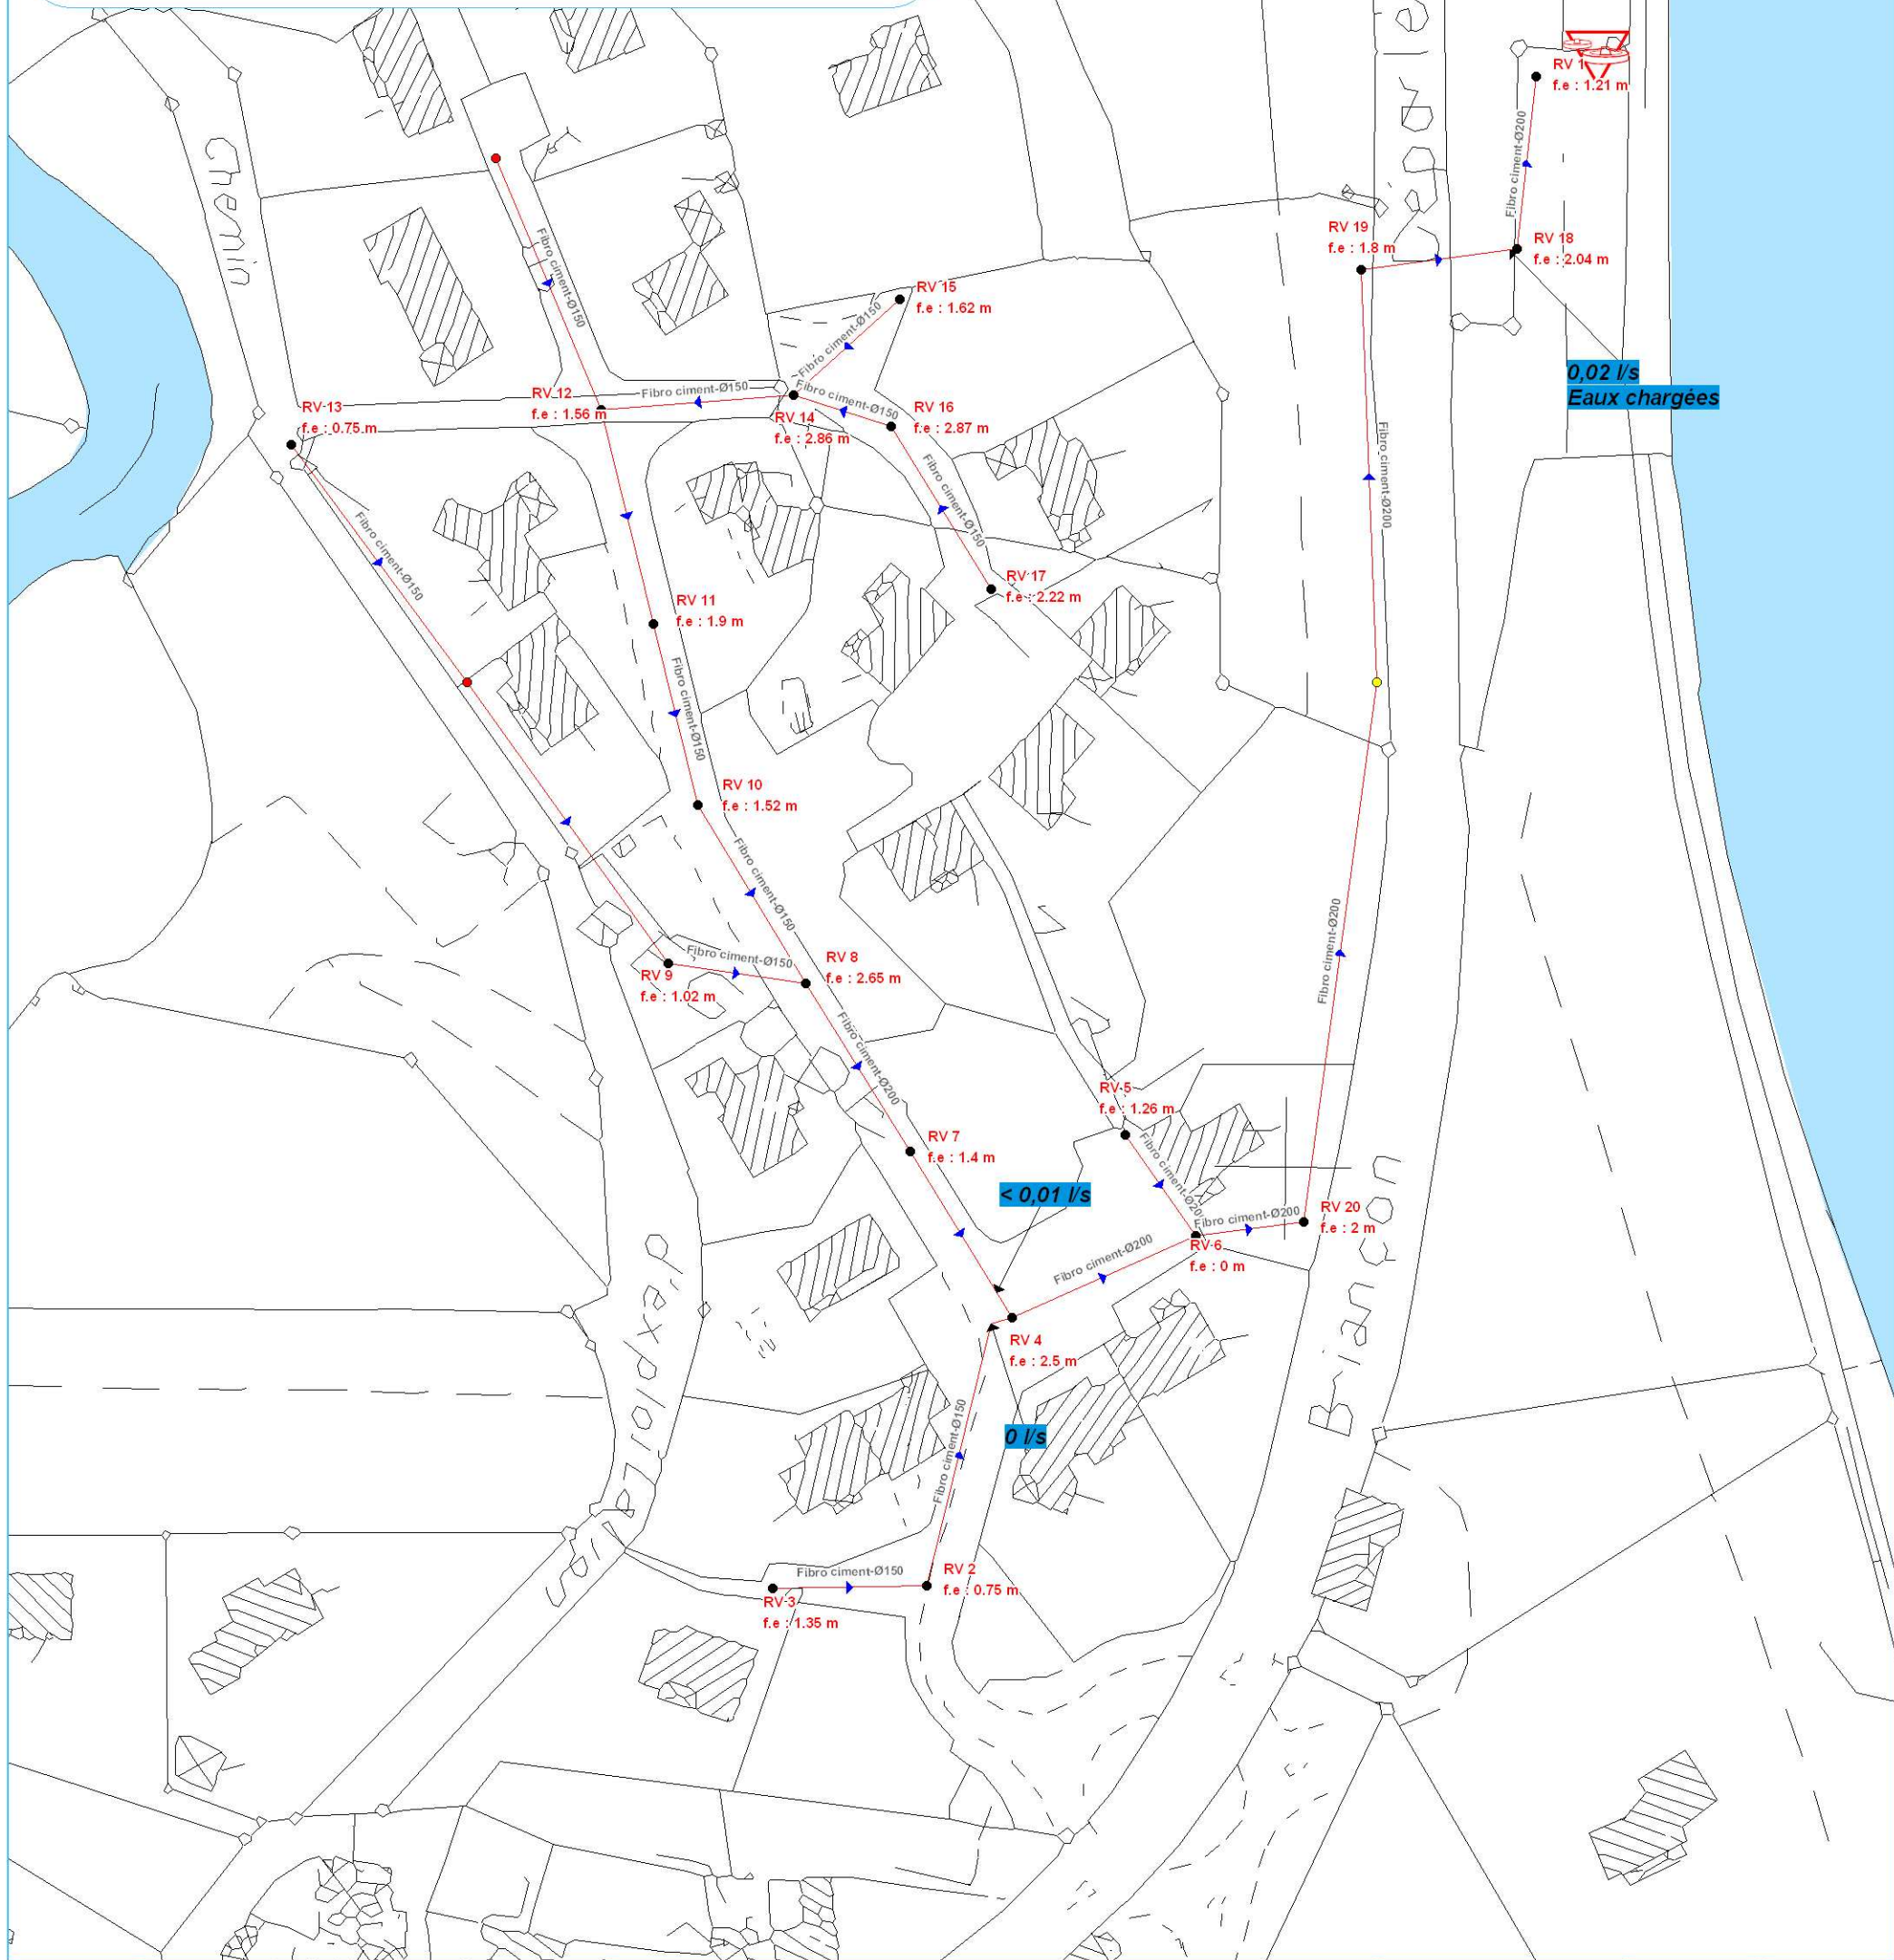 RV 1
f.e : 1.21 m
Fibro ciment-Ø200
Chemin
RV 19
f.e : 1.8 m
RV 18
f.e : 2.04 m
Fibro ciment-Ø150
RV 15
f.e : 1.62 m
Fibro ciment-Ø150
0,02 l/s
Eaux chargées
RV 12
f.e : 1.56 m
Fibro ciment-Ø150
Fibro ciment-Ø150
RV 14
f.e : 2.86 m
RV 16
f.e : 2.87 m
RV 13
f.e : 0.75 m
Fibro ciment-Ø200
Fibro ciment-Ø150
Fibro ciment-Ø150
RV 17
f.e : 2.22 m
RV 11
f.e : 1.9 m
Fibro ciment-Ø150
RV 10
f.e : 1.52 m
Fibro ciment-Ø150
Fibro ciment-Ø200
Fibro ciment-Ø150
RV 9
f.e : 1.02 m
RV 8
f.e : 2.65 m
Fibro ciment-Ø200
RV 5
f.e : 1.26 m
RV 7
f.e : 1.4 m
< 0,01 l/s
Fibro ciment-Ø20
Fibro ciment-Ø200
RV 20
f.e : 2 m
RV 6
f.e : 0 m
Fibro ciment-Ø200
RV 4
f.e : 2.5 m
0 l/s
Fibro ciment-Ø150
Fibro ciment-Ø150
RV 2
f.e : 0.75 m
RV 3
f.e : 1.35 m